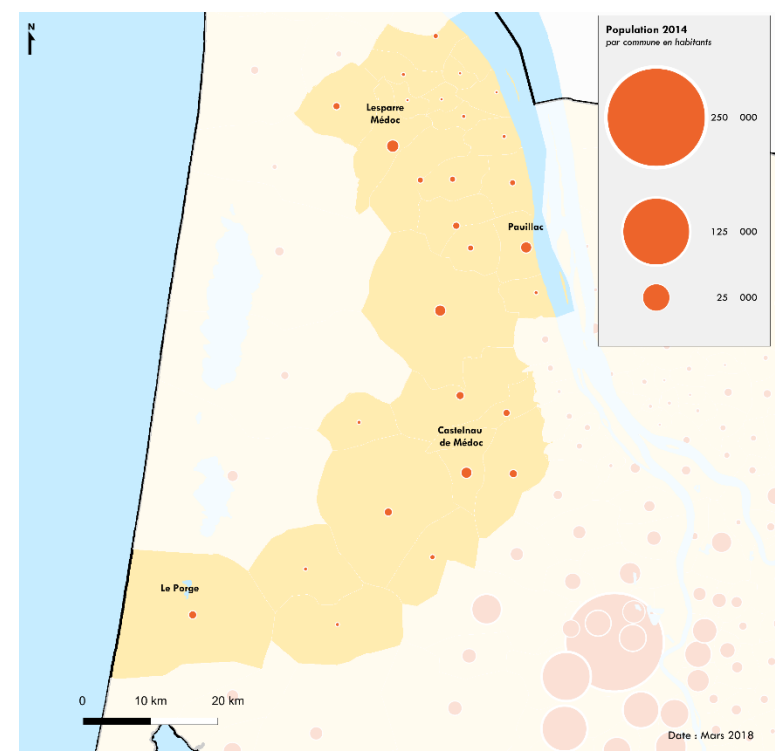 N
Population 2014
par commune en habitants
250 000
125 000
25 000
Lesparre
Médoc
Pauillac
Castelnau
de Médoc
Le Porge
0 10 km 20 km
Date : Mars 2018